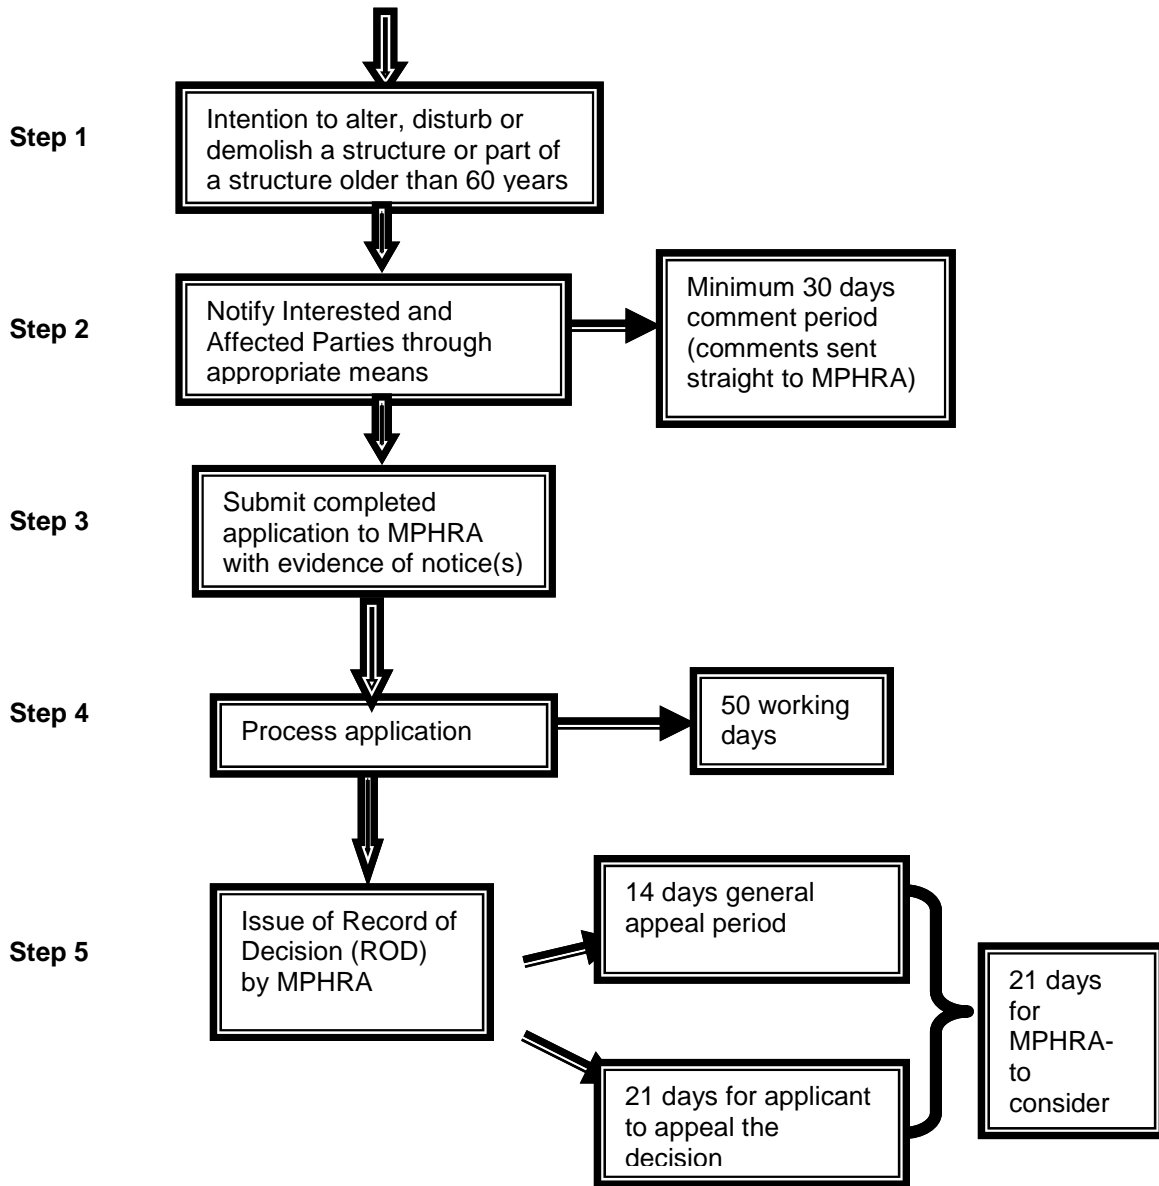 Step 1
Intention to alter, disturb or
demolish a structure or part of
a structure older than 60 years
Step 2
Notify Interested and
Affected Parties through
appropriate means
Minimum 30 days
comment period
(comments sent
straight to MPHRA)
Step 3
Submit completed
application to MPHRA
with evidence of notice(s)
Step 4
Process application
50 working
days
Step 5
Issue of Record of
Decision (ROD)
by MPHRA
14 days general
appeal period
21 days for applicant
to appeal the
decision
21 days
for
MPHRA-
to
consider